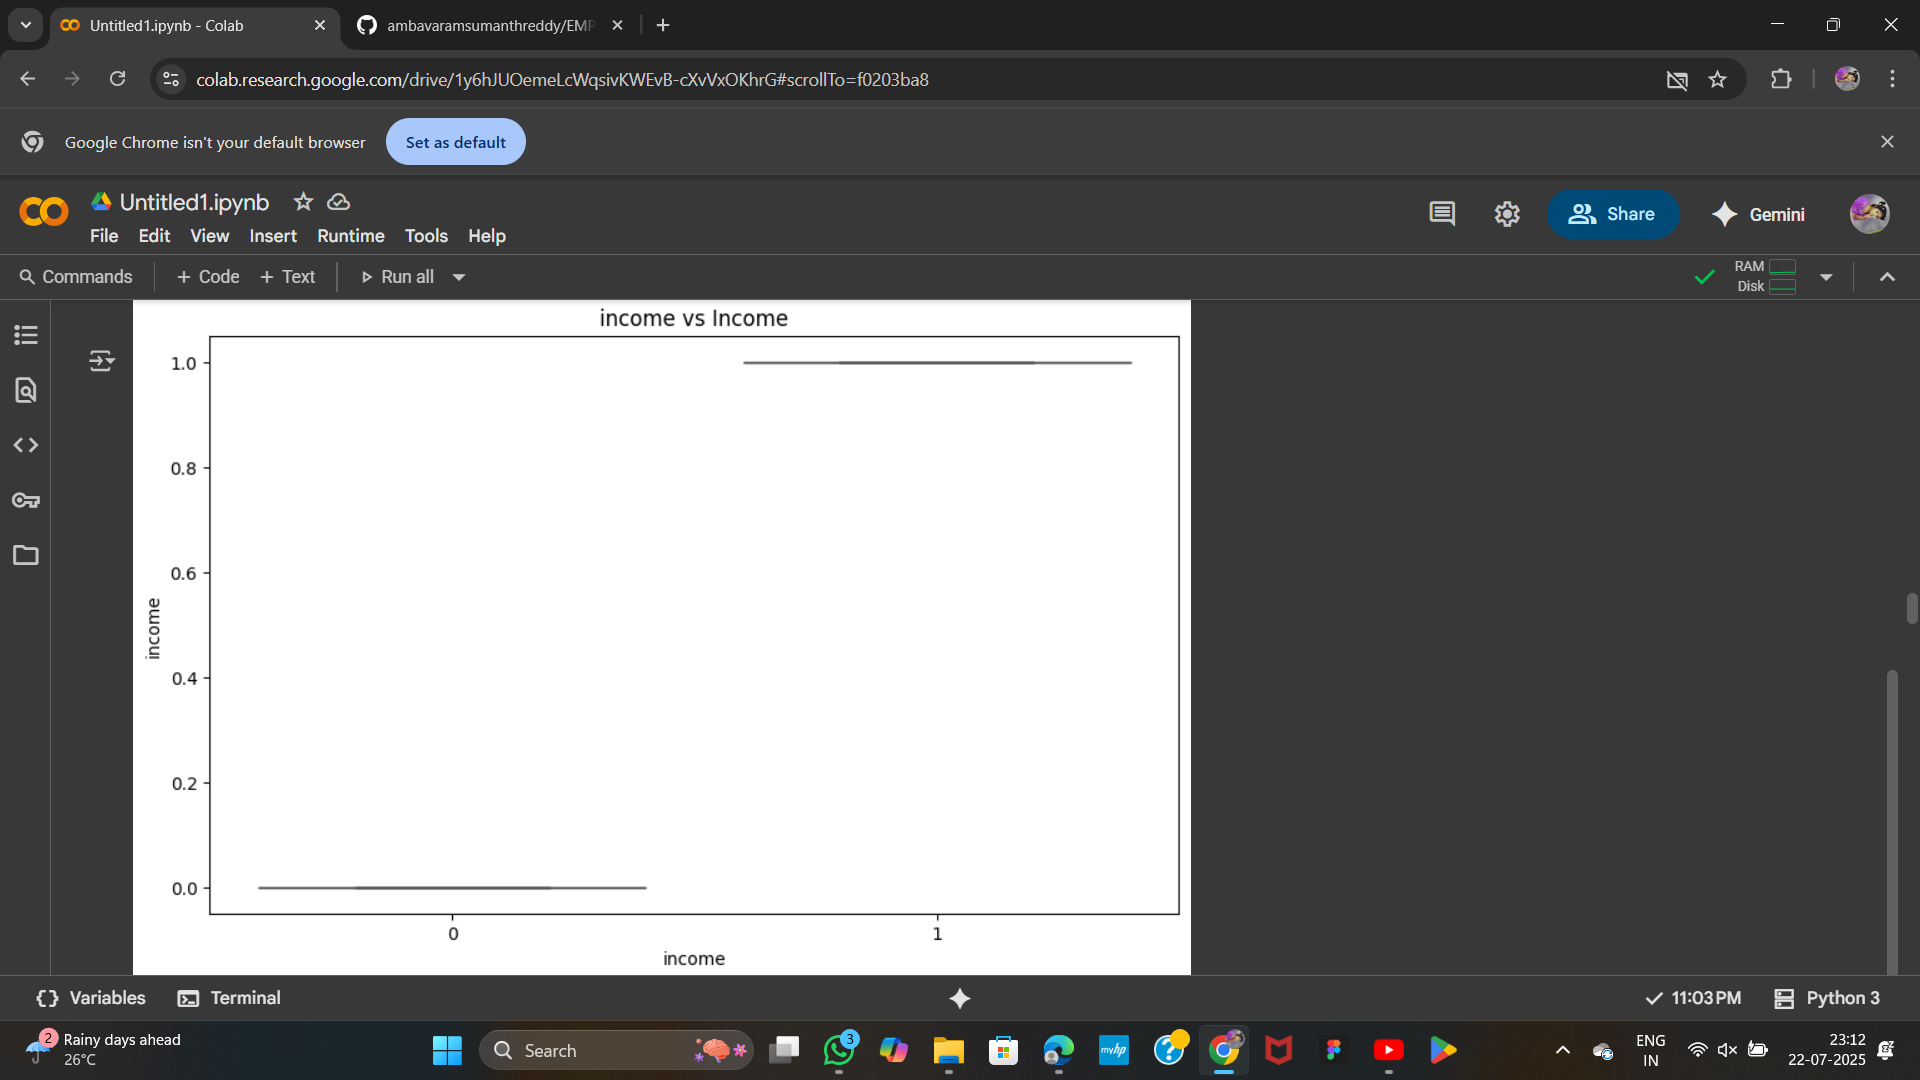 Untitled1.ipynb - Colab
ambavaramsumanthreddy/EMP
colab.research.google.com/drive/1y6hJUOemeLcWqsivKWEvB-cXvVxOKhrG#scrollTo=f0203ba8
Google Chrome isn't your default browser
Set as default
Untitled1.ipynb
File Edit View Insert Runtime Tools Help
Share
Gemini
Commands
+ Code + Text
Run all
RAM
Disk
income vs Income
1.0
0.8
0.6
0.4
0.2
0.0
income
0 1
income
Variables
Terminal
11:03 PM
Python 3
2
Rainy days ahead
26°C
Search
3
myhp
ENG
IN
23:12
22-07-2025